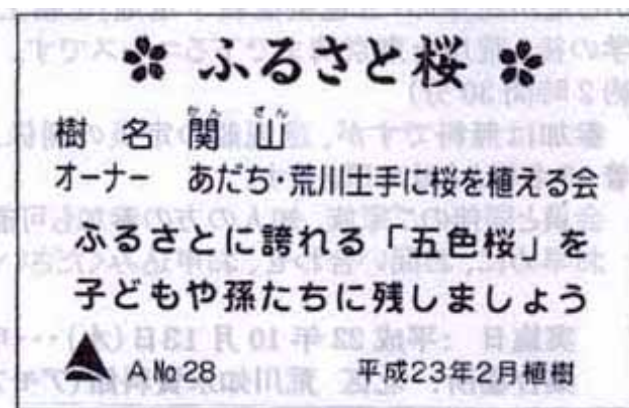 ふるさと桜
かんざん
樹名 関山
オーナー あだち・荒川土手に桜を植える会
ふるさとに誇れる「五色桜」を
子どもや孫たちに残しましょう
A№28 平成23年2月植樹